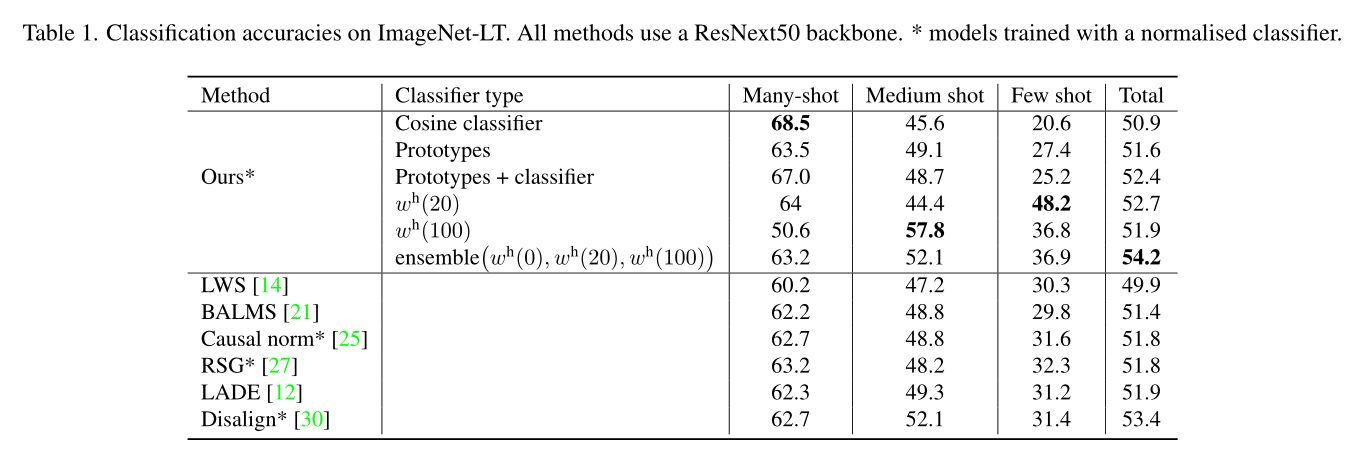 Table 1. Classification accuracies on ImageNet-LT. All methods use a ResNext50 backbone. * models trained with a normalised classifier.
Method Classifier type Many-shot Medium shot Few shot Total
Cosine classifier 68.5 45.6 20.6 50.9
Prototypes 63.5 49.1 27.4 51.6
Ours* Prototypes + classifier 67.0 48.7 25.2 52.4
wʰ(20) 64 44.4 48.2 52.7
wʰ(100) 50.6 57.8 36.8 51.9
ensemble(wʰ(0), wʰ(20), wʰ(100)) 63.2 52.1 36.9 54.2
LWS [14] 60.2 47.2 30.3 49.9
BALMS [21] 62.2 48.8 29.8 51.4
Causal norm* [25] 62.7 48.8 31.6 51.8
RSG* [27] 63.2 48.2 32.3 51.8
LADE [12] 62.3 49.3 31.2 51.9
Disalign* [30] 62.7 52.1 31.4 53.4